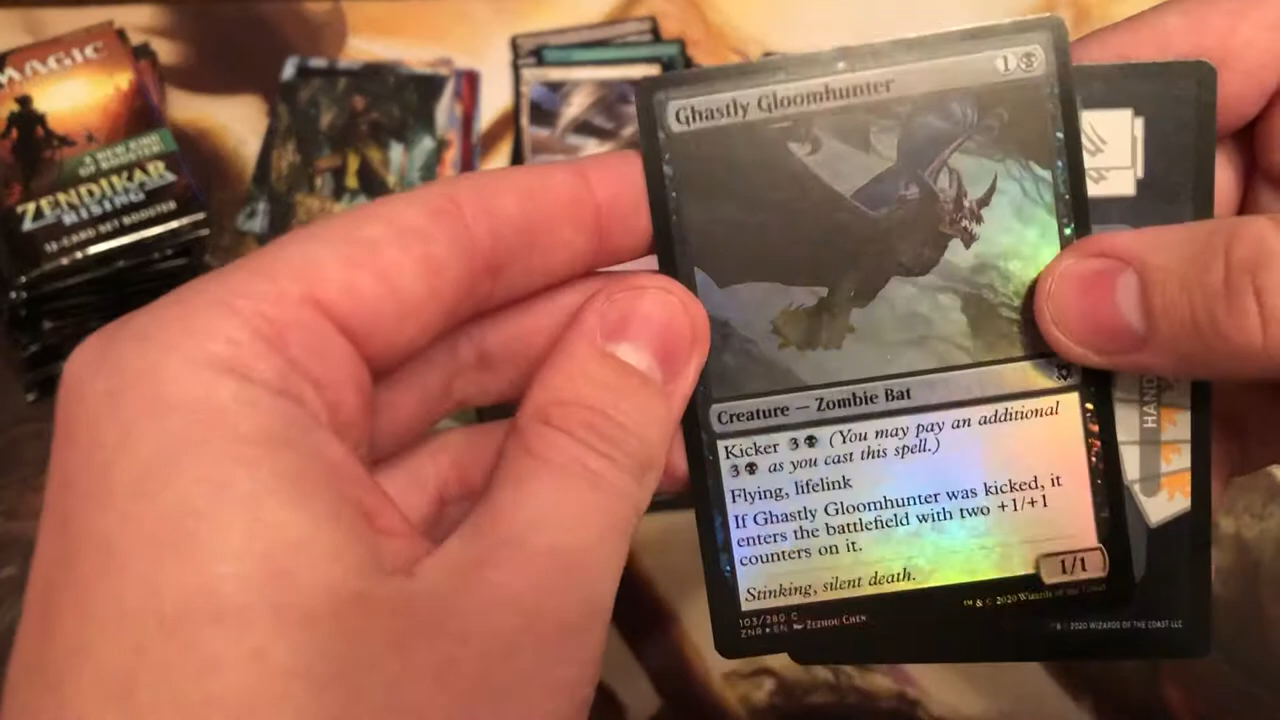 MAGIC
A NEW KIND
OF BOOSTER
ZENDIKAR
RISING
12-CARD SET BOOSTER
Ghastly Gloomhunter
1
Creature — Zombie Bat
Kicker 3 (You may pay an additional
3 as you cast this spell.)
Flying, lifelink
If Ghastly Gloomhunter was kicked, it
enters the battlefield with two +1/+1
counters on it.
Stinking, silent death.
1/1
103/280 C
ZNR EN Zezhou Chen
™ & © 2020 Wizards of the Coast
HAND
™ & © 2020 WIZARDS OF THE COAST LLC